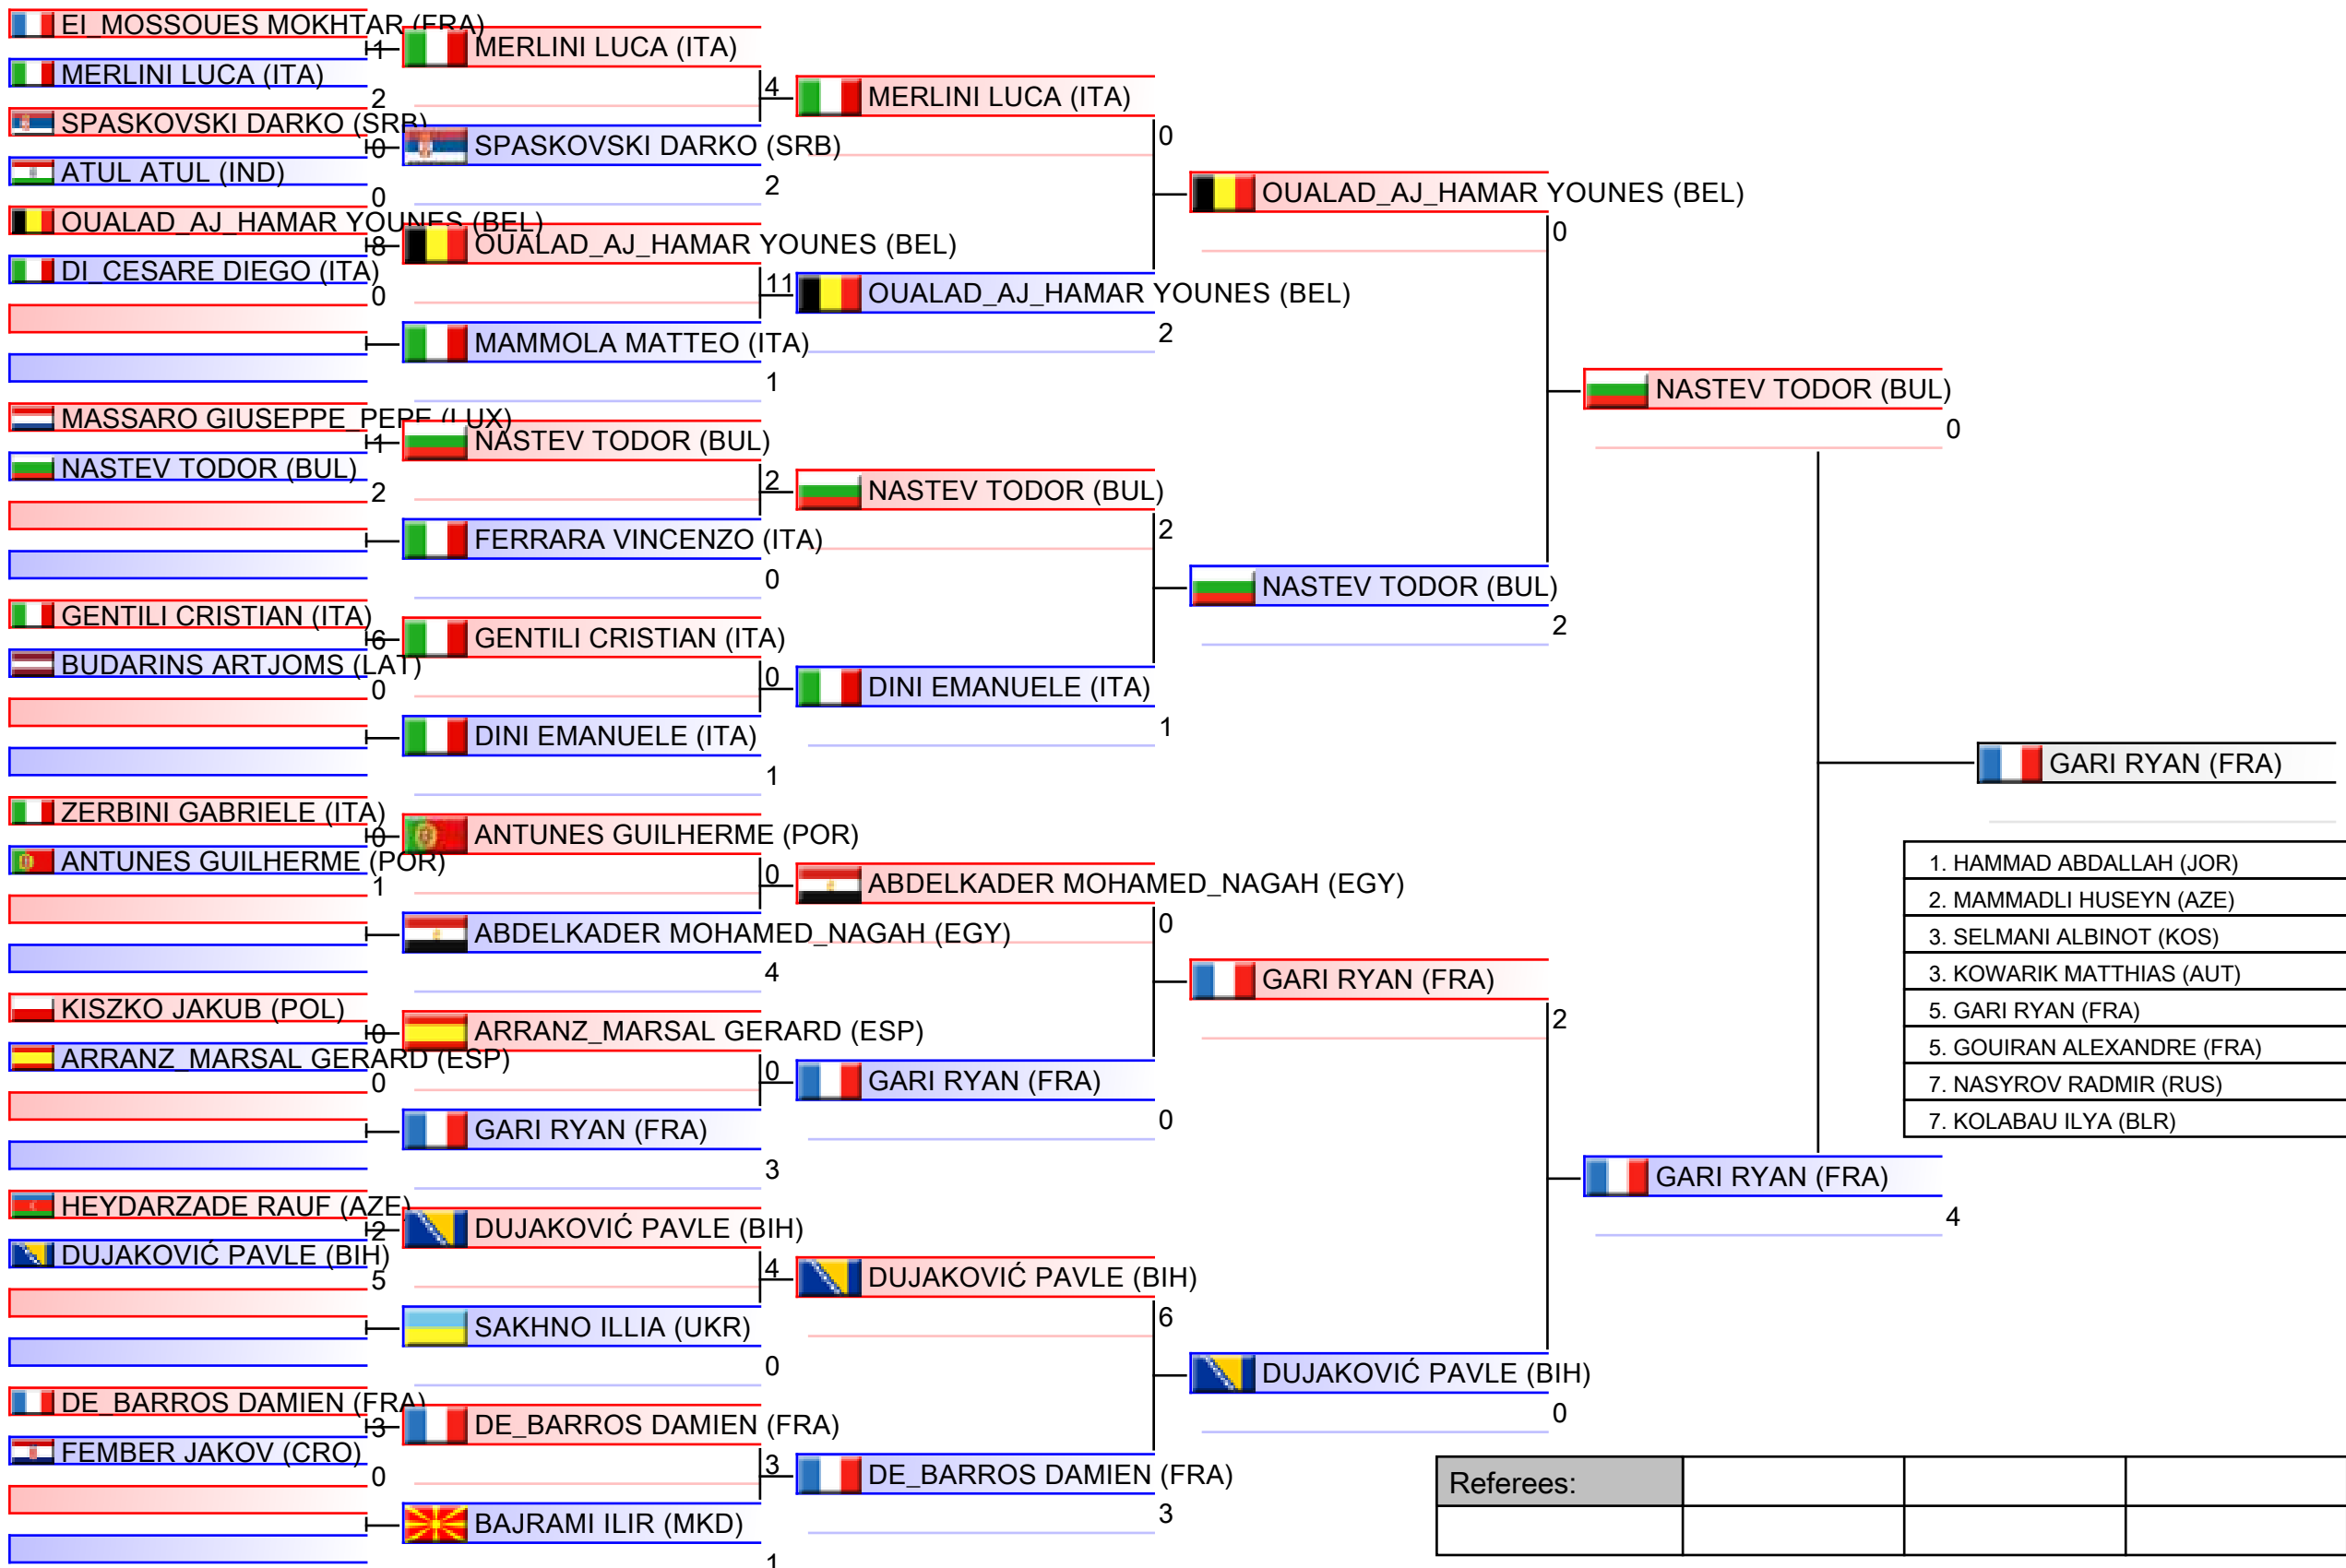 EI_MOSSOUES MOKHTAR (FRA)
1
MERLINI LUCA (ITA)
2
SPASKOVSKI DARKO (SRB)
0
ATUL ATUL (IND)
0
OUALAD_AJ_HAMAR YOUNES (BEL)
8
DI_CESARE DIEGO (ITA)
0
MASSARO GIUSEPPE_PEPE (LUX)
1
NASTEV TODOR (BUL)
2
GENTILI CRISTIAN (ITA)
6
BUDARINS ARTJOMS (LAT)
0
ZERBINI GABRIELE (ITA)
0
ANTUNES GUILHERME (POR)
1
KISZKO JAKUB (POL)
0
ARRANZ_MARSAL GERARD (ESP)
0
HEYDARZADE RAUF (AZE)
2
DUJAKOVIĆ PAVLE (BIH)
5
DE_BARROS DAMIEN (FRA)
3
FEMBER JAKOV (CRO)
0
MERLINI LUCA (ITA)
4
SPASKOVSKI DARKO (SRB)
2
OUALAD_AJ_HAMAR YOUNES (BEL)
11
MAMMOLA MATTEO (ITA)
1
NASTEV TODOR (BUL)
2
FERRARA VINCENZO (ITA)
0
GENTILI CRISTIAN (ITA)
0
DINI EMANUELE (ITA)
1
ANTUNES GUILHERME (POR)
0
ABDELKADER MOHAMED_NAGAH (EGY)
4
ARRANZ_MARSAL GERARD (ESP)
0
GARI RYAN (FRA)
3
DUJAKOVIĆ PAVLE (BIH)
4
SAKHNO ILLIA (UKR)
0
DE_BARROS DAMIEN (FRA)
3
BAJRAMI ILIR (MKD)
1
MERLINI LUCA (ITA)
0
OUALAD_AJ_HAMAR YOUNES (BEL)
2
NASTEV TODOR (BUL)
2
DINI EMANUELE (ITA)
1
ABDELKADER MOHAMED_NAGAH (EGY)
0
GARI RYAN (FRA)
0
DUJAKOVIĆ PAVLE (BIH)
6
DE_BARROS DAMIEN (FRA)
3
OUALAD_AJ_HAMAR YOUNES (BEL)
0
NASTEV TODOR (BUL)
2
GARI RYAN (FRA)
2
DUJAKOVIĆ PAVLE (BIH)
0
NASTEV TODOR (BUL)
0
GARI RYAN (FRA)
4
GARI RYAN (FRA)
1. HAMMAD ABDALLAH (JOR)
2. MAMMADLI HUSEYN (AZE)
3. SELMANI ALBINOT (KOS)
3. KOWARIK MATTHIAS (AUT)
5. GARI RYAN (FRA)
5. GOUIRAN ALEXANDRE (FRA)
7. NASYROV RADMIR (RUS)
7. KOLABAU ILYA (BLR)
Referees: